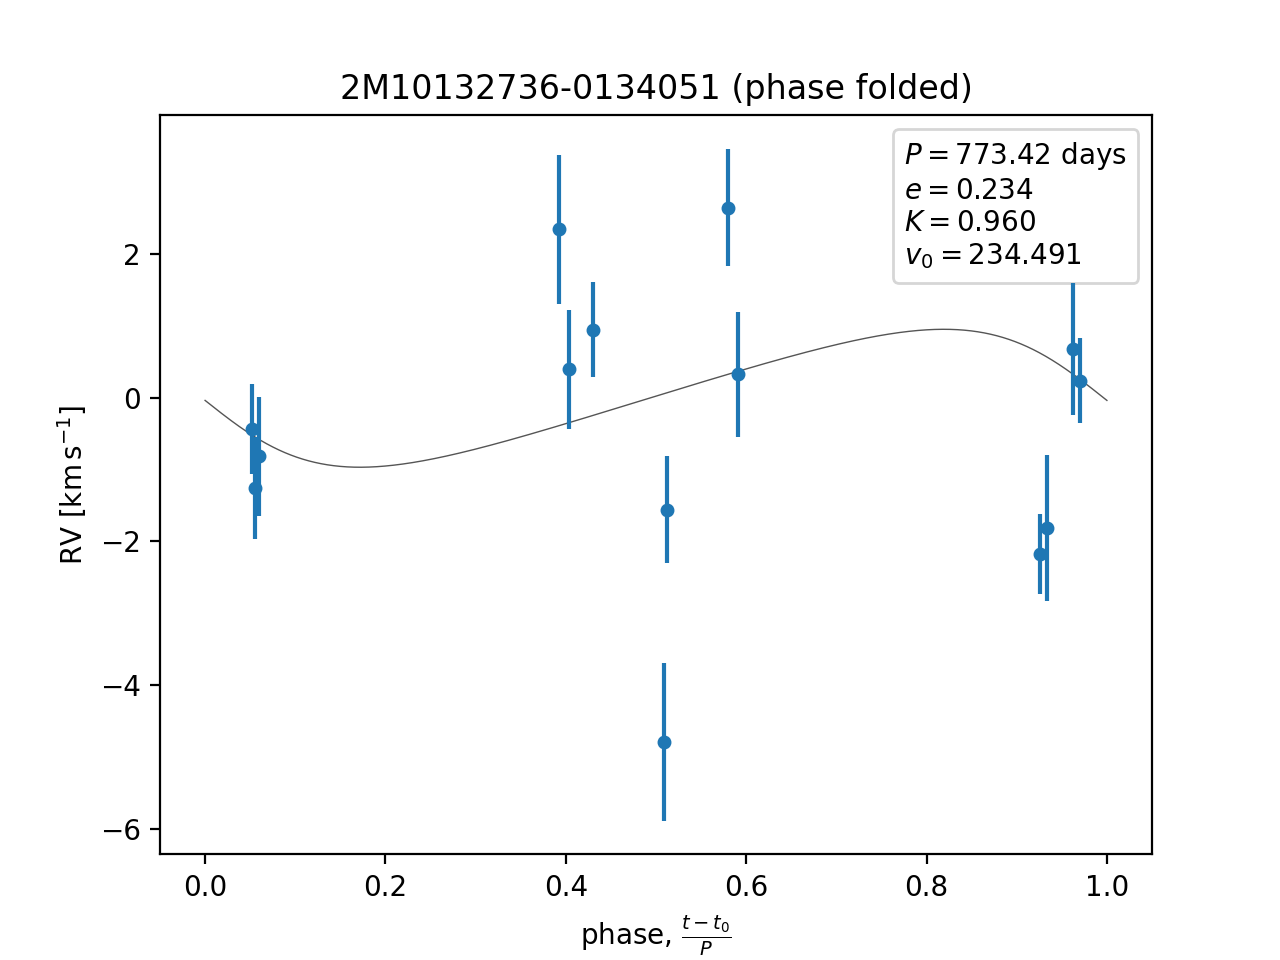 2M10132736-0134051 (phase folded)
P = 773.42 days
e = 0.234
K = 0.960
v₀ = 234.491
RV [km s⁻¹]
2
0
−2
−4
−6
0.0 0.2 0.4 0.6 0.8 1.0
phase, (t − t₀)/P